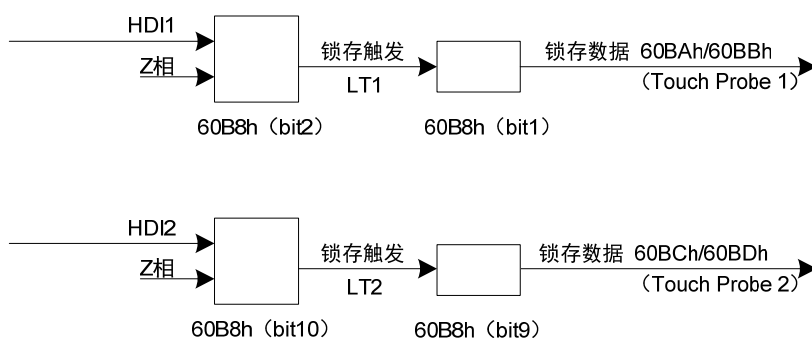 HDI1
Z相
锁存触发
LT1
锁存数据 60BAh/60BBh
（Touch Probe 1）
60B8h（bit2）
60B8h（bit1）
HDI2
Z相
锁存触发
LT2
锁存数据 60BCh/60BDh
（Touch Probe 2）
60B8h（bit10）
60B8h（bit9）